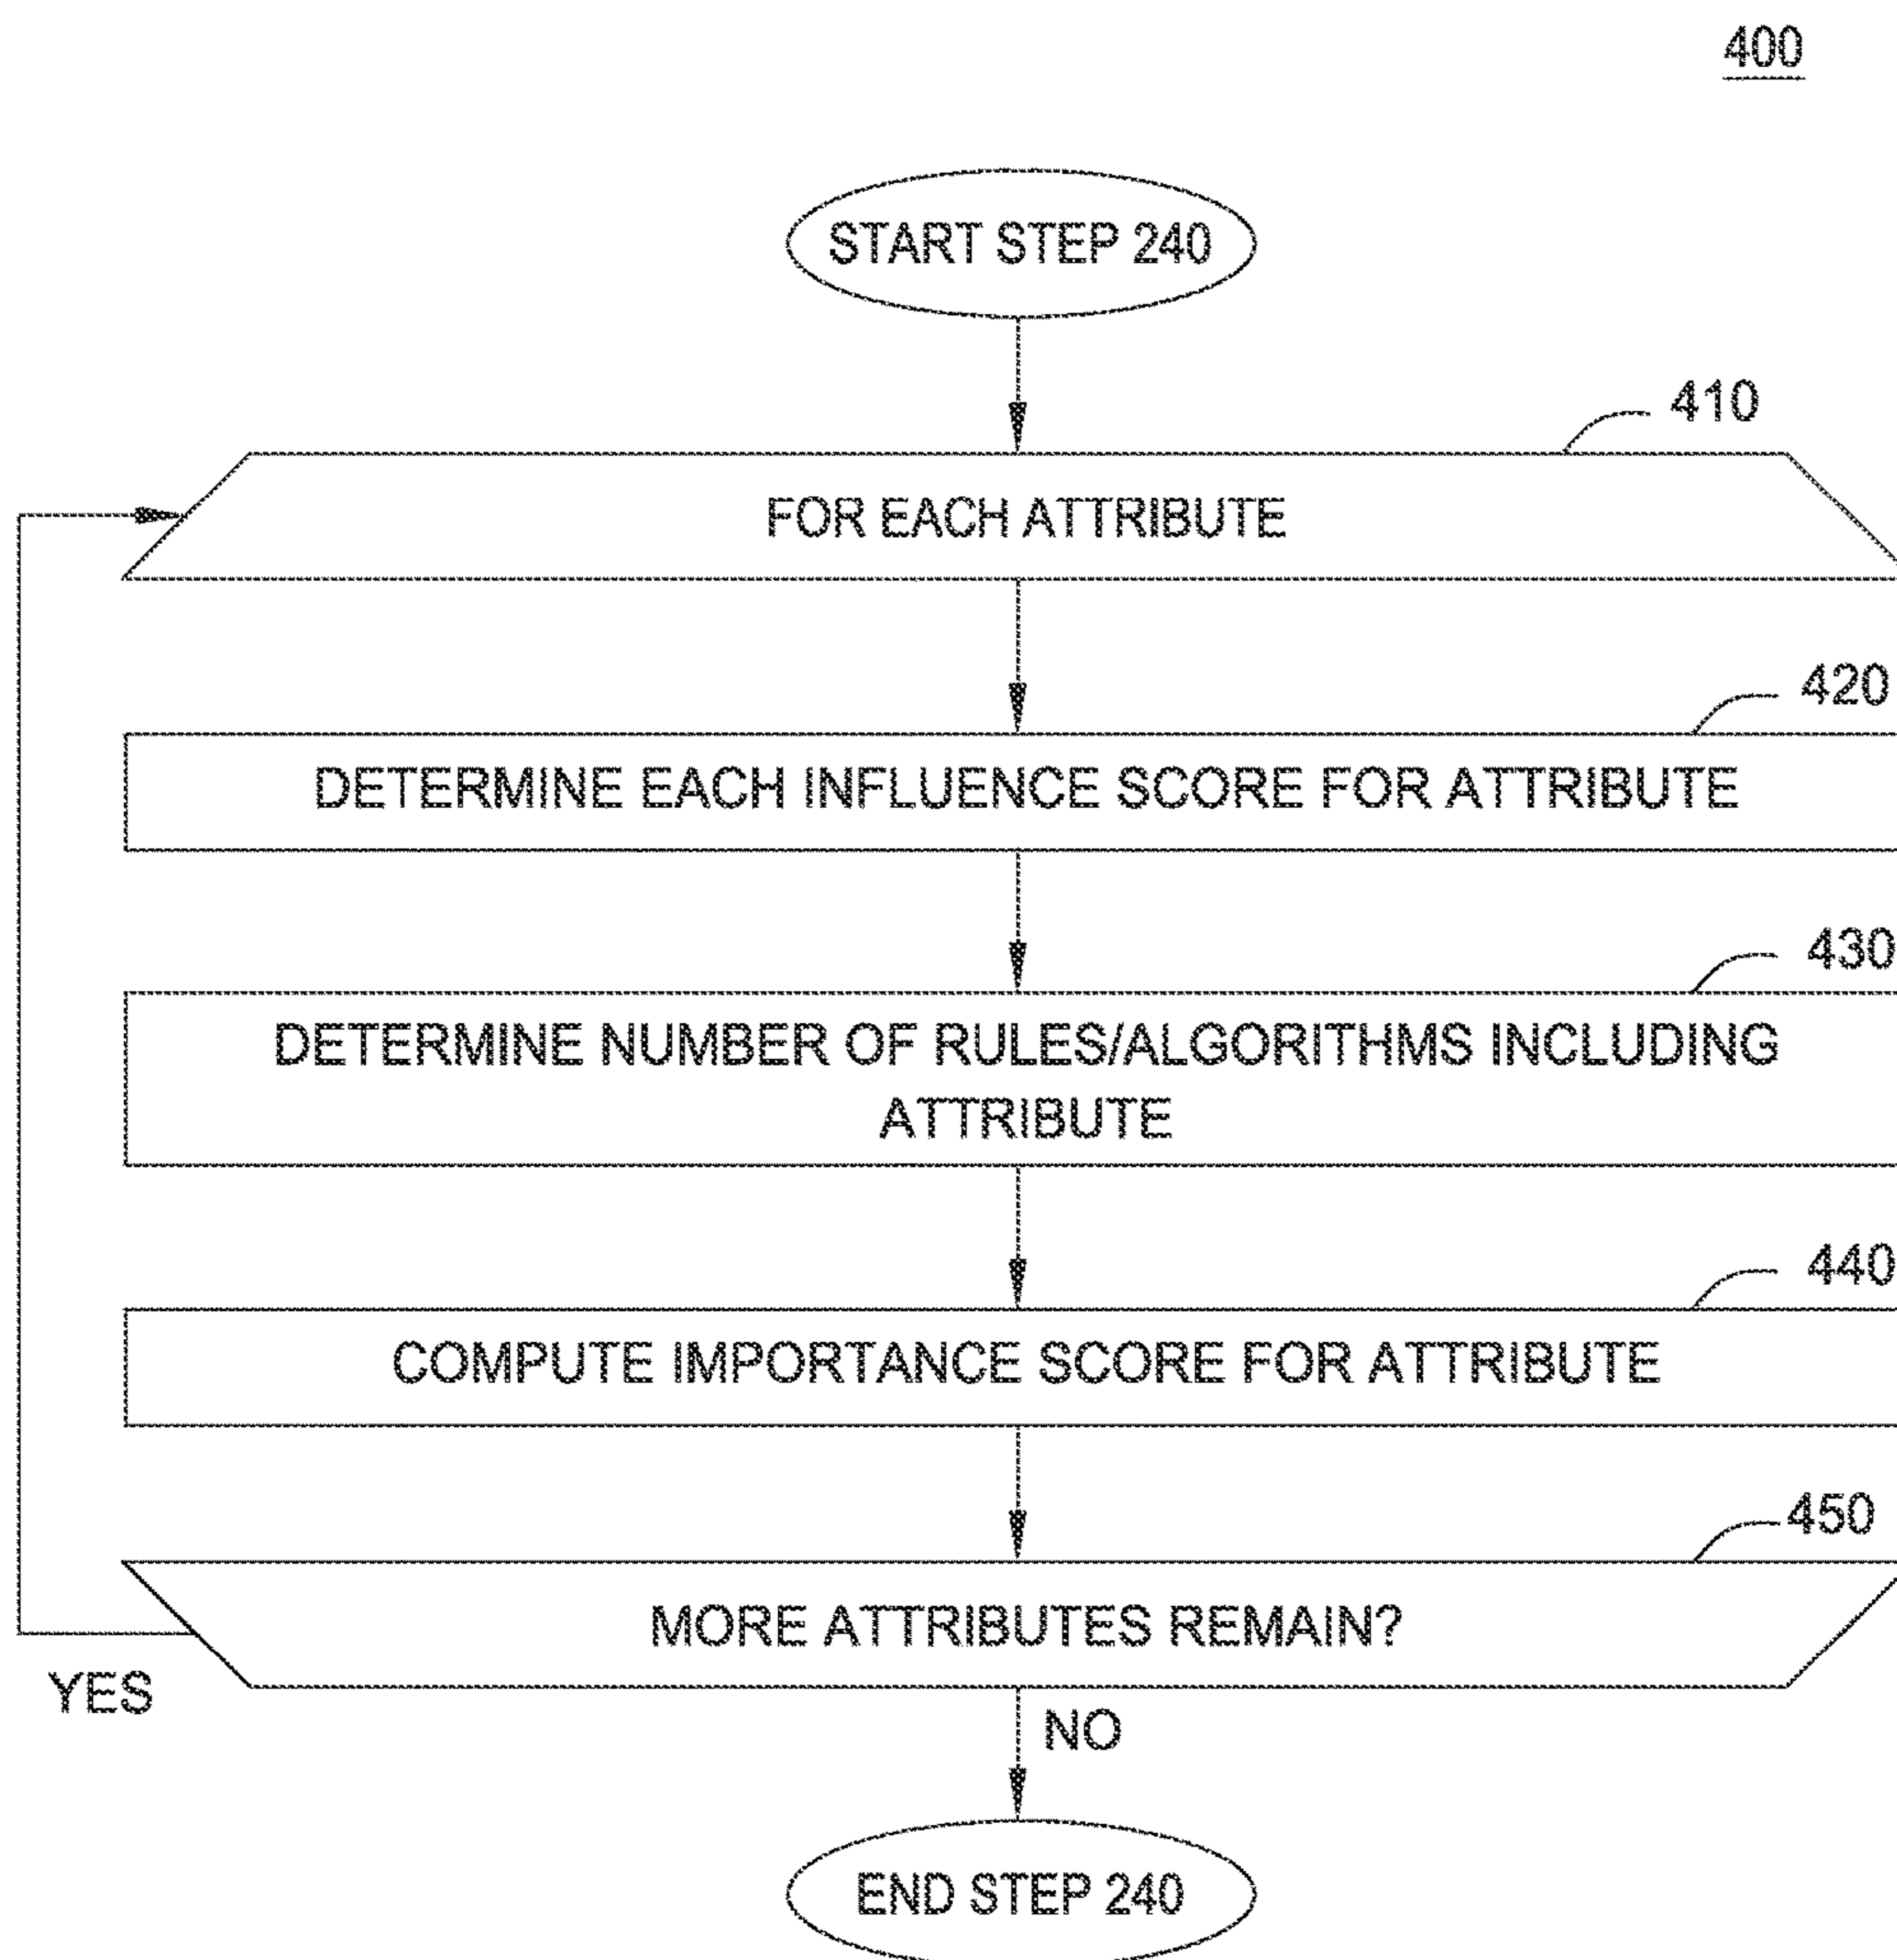 400
START STEP 240
410
FOR EACH ATTRIBUTE
420
DETERMINE EACH INFLUENCE SCORE FOR ATTRIBUTE
430
DETERMINE NUMBER OF RULES/ALGORITHMS INCLUDING
ATTRIBUTE
440
COMPUTE IMPORTANCE SCORE FOR ATTRIBUTE
450
MORE ATTRIBUTES REMAIN?
YES
NO
END STEP 240